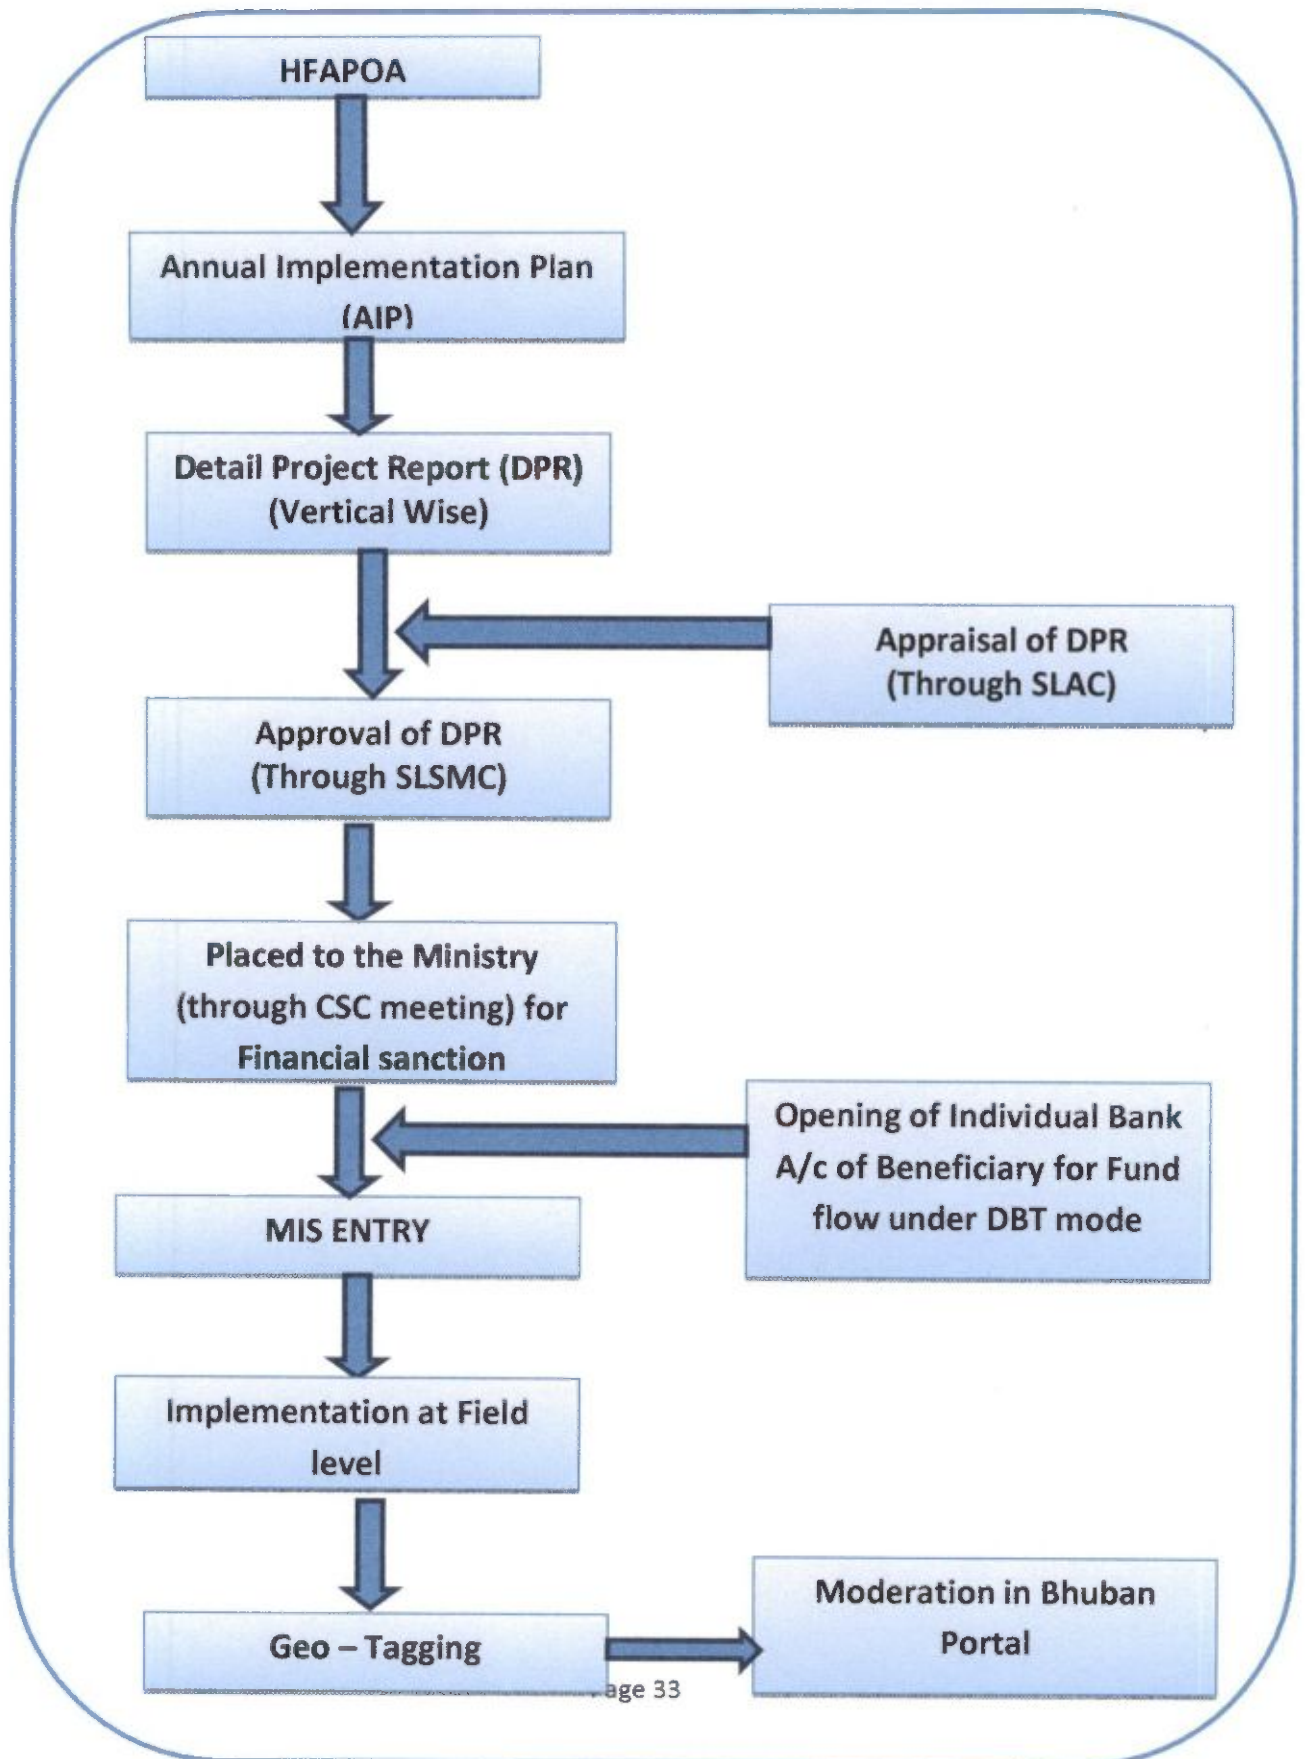 HFAPOA
Annual Implementation Plan
(AIP)
Detail Project Report (DPR)
(Vertical Wise)
Appraisal of DPR
(Through SLAC)
Approval of DPR
(Through SLSMC)
Placed to the Ministry
(through CSC meeting) for
Financial sanction
Opening of Individual Bank
A/c of Beneficiary for Fund
flow under DBT mode
MIS ENTRY
Implementation at Field
level
Geo – Tagging
Moderation in Bhuban
Portal
age 33